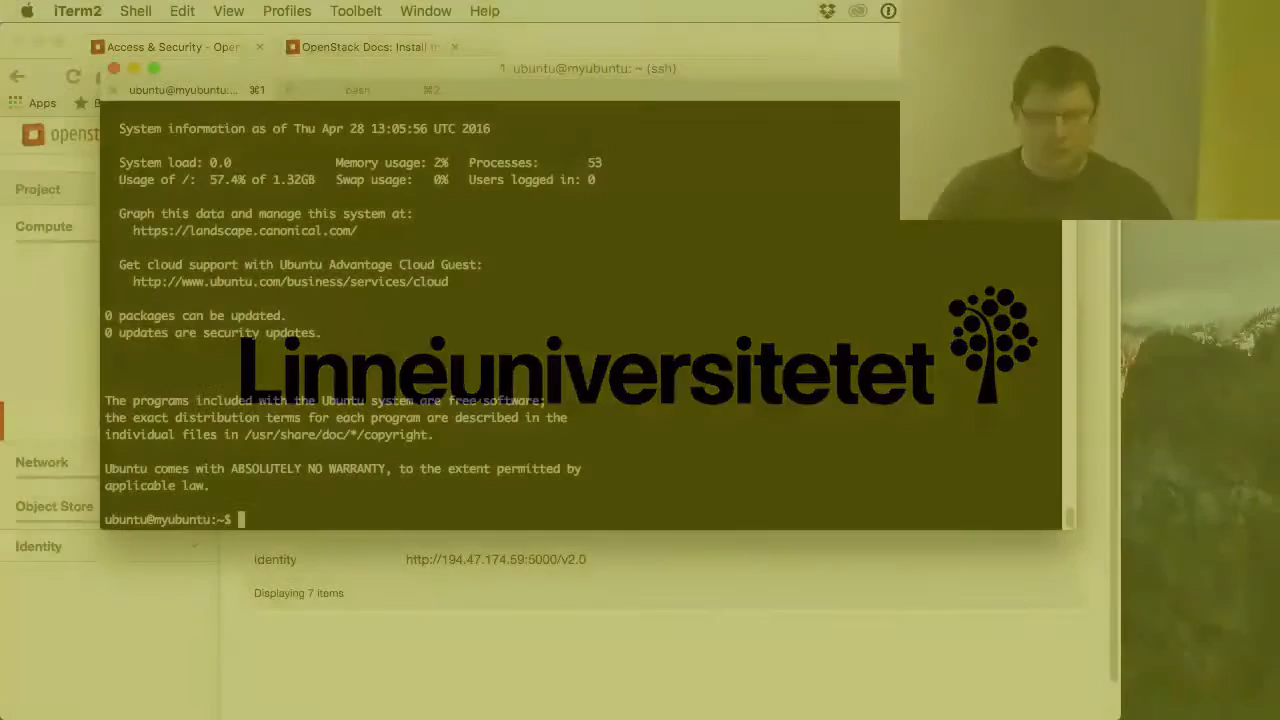 iTerm2 Shell Edit View Profiles Toolbelt Window Help
Access & Security - Open
OpenStack Docs: Install
1 ubuntu@myubuntu: ~ (ssh)
ubuntu@myubuntu:... ⌘1 bash ⌘2
Apps
openst
Project
Compute
Network
Object Store
Identity
System information as of Thu Apr 28 13:05:56 UTC 2016
System load: 0.0 Memory usage: 2% Processes: 53
Usage of /: 57.4% of 1.32GB Swap usage: 0% Users logged in: 0
Graph this data and manage this system at:
https://landscape.canonical.com/
Get cloud support with Ubuntu Advantage Cloud Guest:
http://www.ubuntu.com/business/services/cloud
0 packages can be updated.
0 updates are security updates.
Linnéuniversitetet
The programs included with the Ubuntu system are free software;
the exact distribution terms for each program are described in the
individual files in /usr/share/doc/*/copyright.
Ubuntu comes with ABSOLUTELY NO WARRANTY, to the extent permitted by
applicable law.
ubuntu@myubuntu:~$
Identity http://194.47.174.59:5000/v2.0
Displaying 7 items